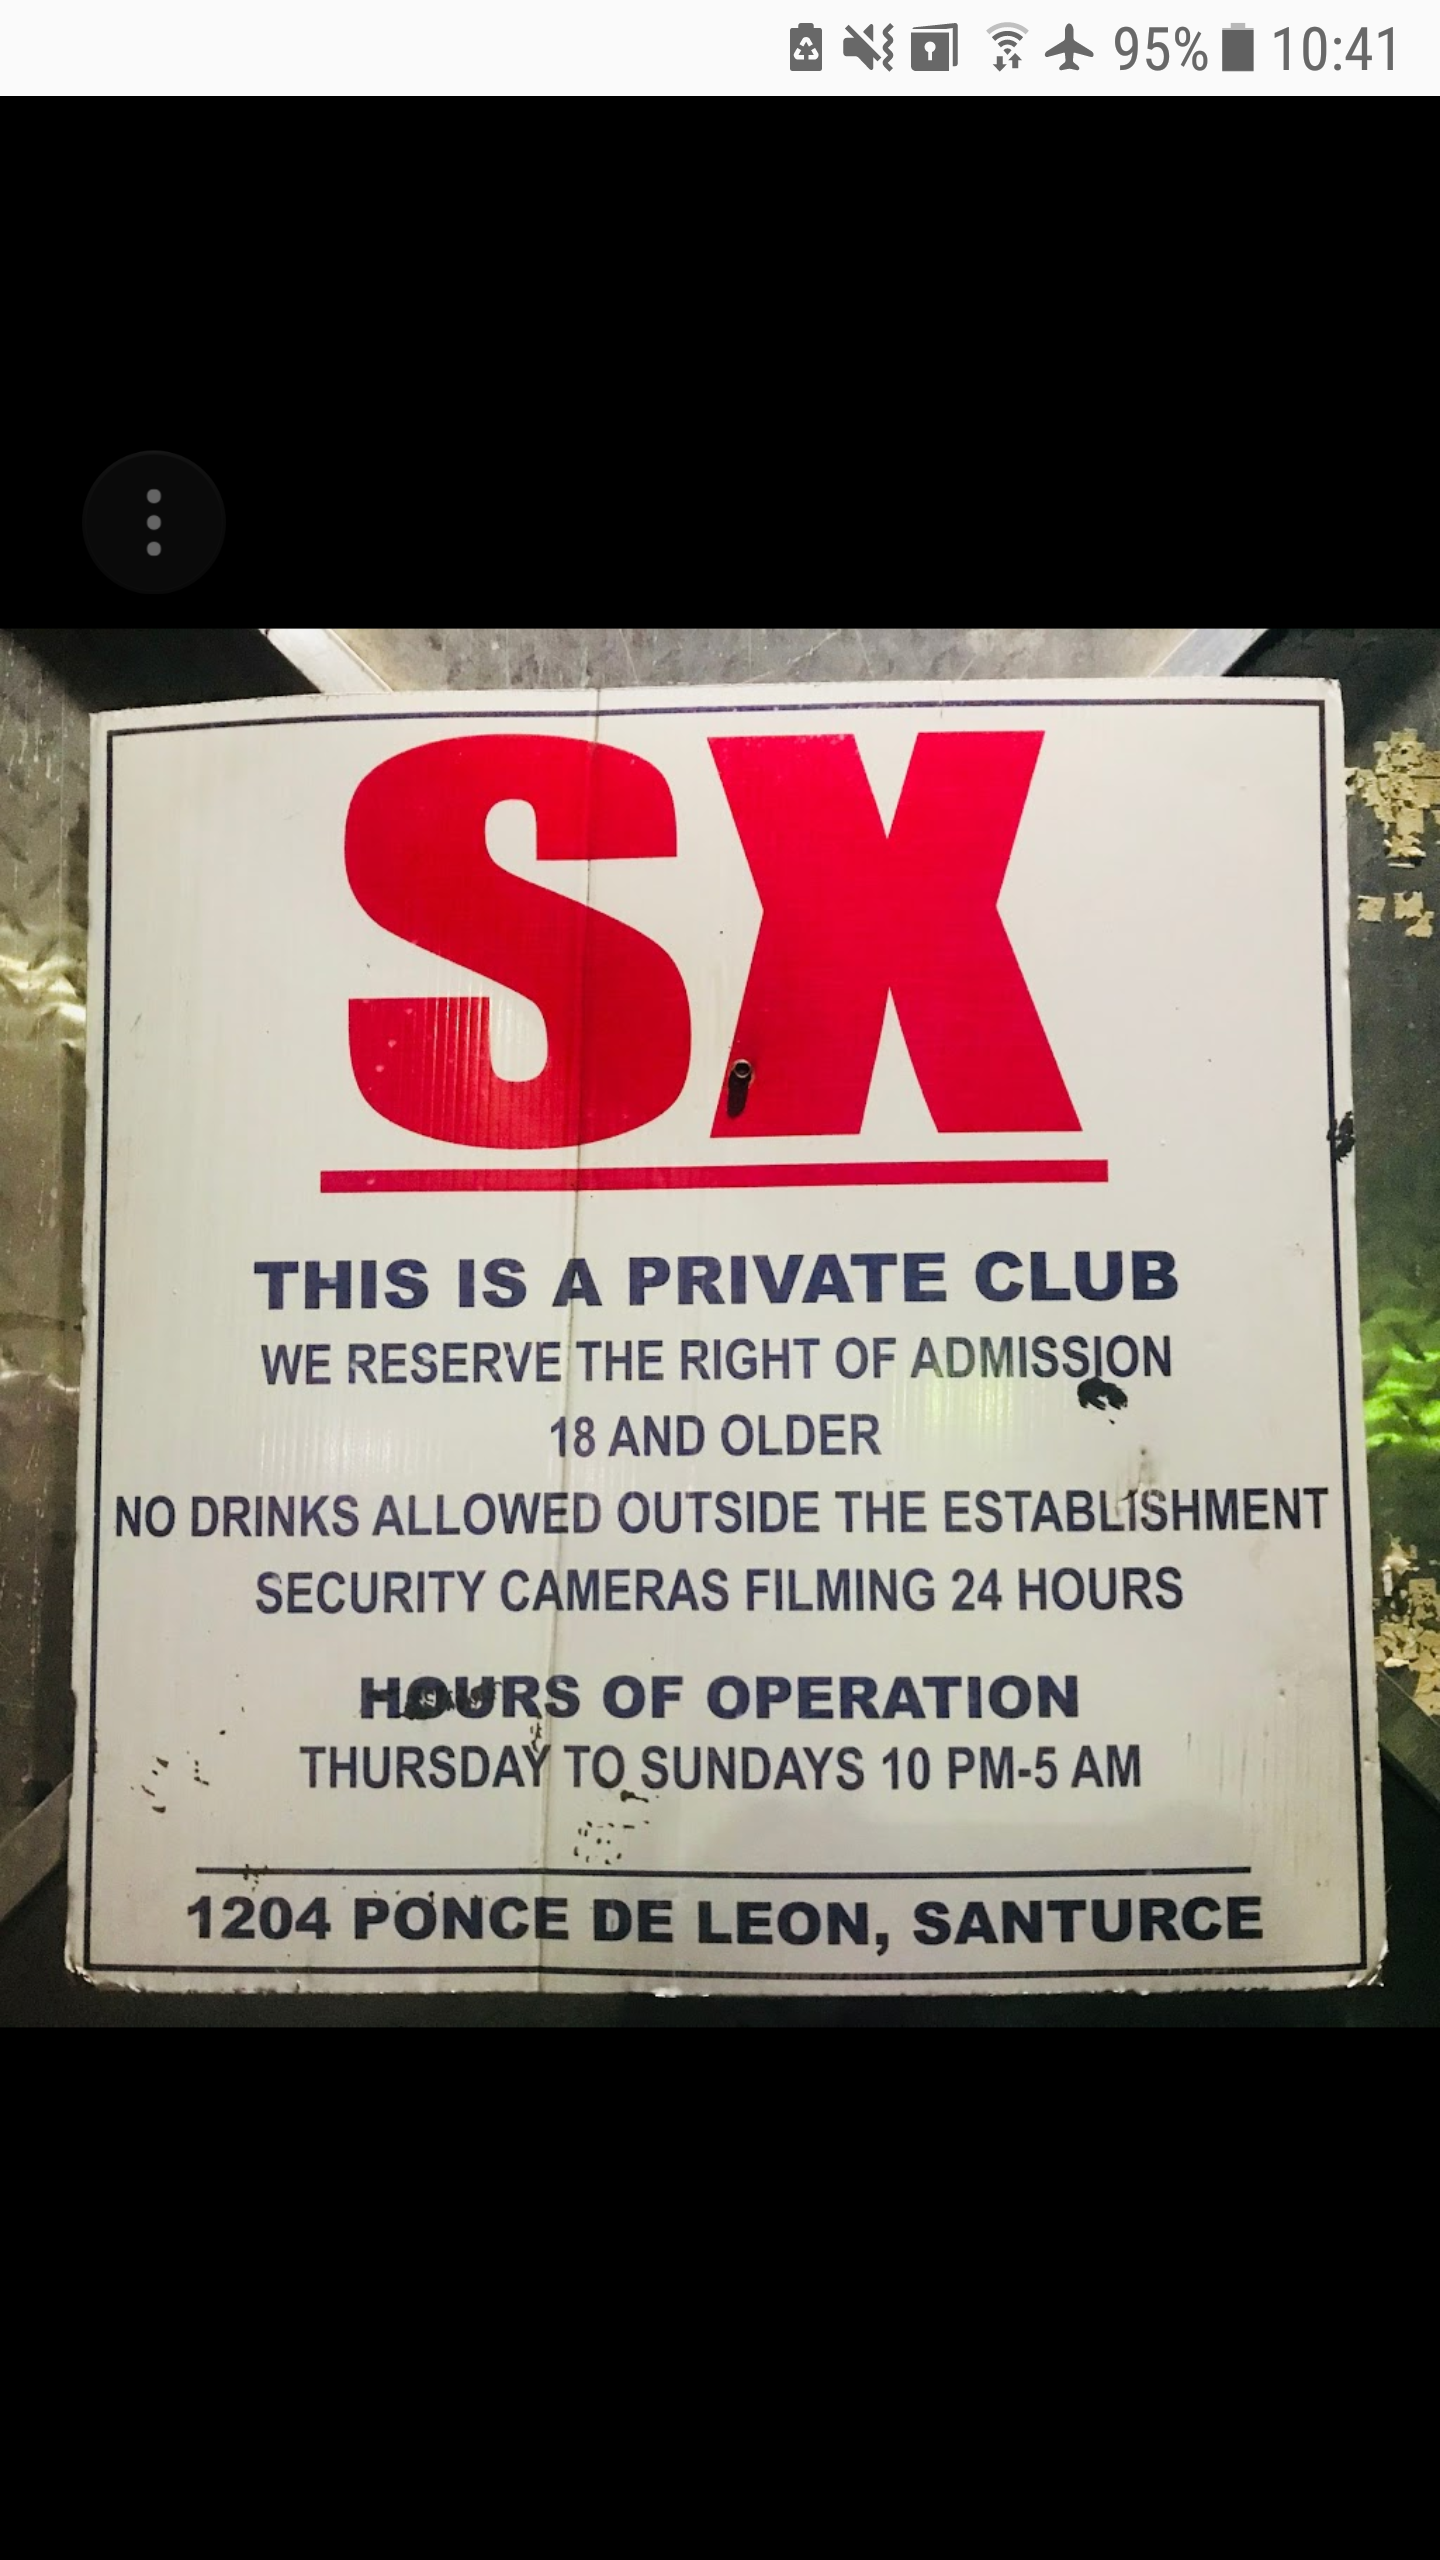 95% 10:41
SX
THIS IS A PRIVATE CLUB
WE RESERVE THE RIGHT OF ADMISSION
18 AND OLDER
NO DRINKS ALLOWED OUTSIDE THE ESTABLISHMENT
SECURITY CAMERAS FILMING 24 HOURS
HOURS OF OPERATION
THURSDAY TO SUNDAYS 10 PM-5 AM
1204 PONCE DE LEON, SANTURCE